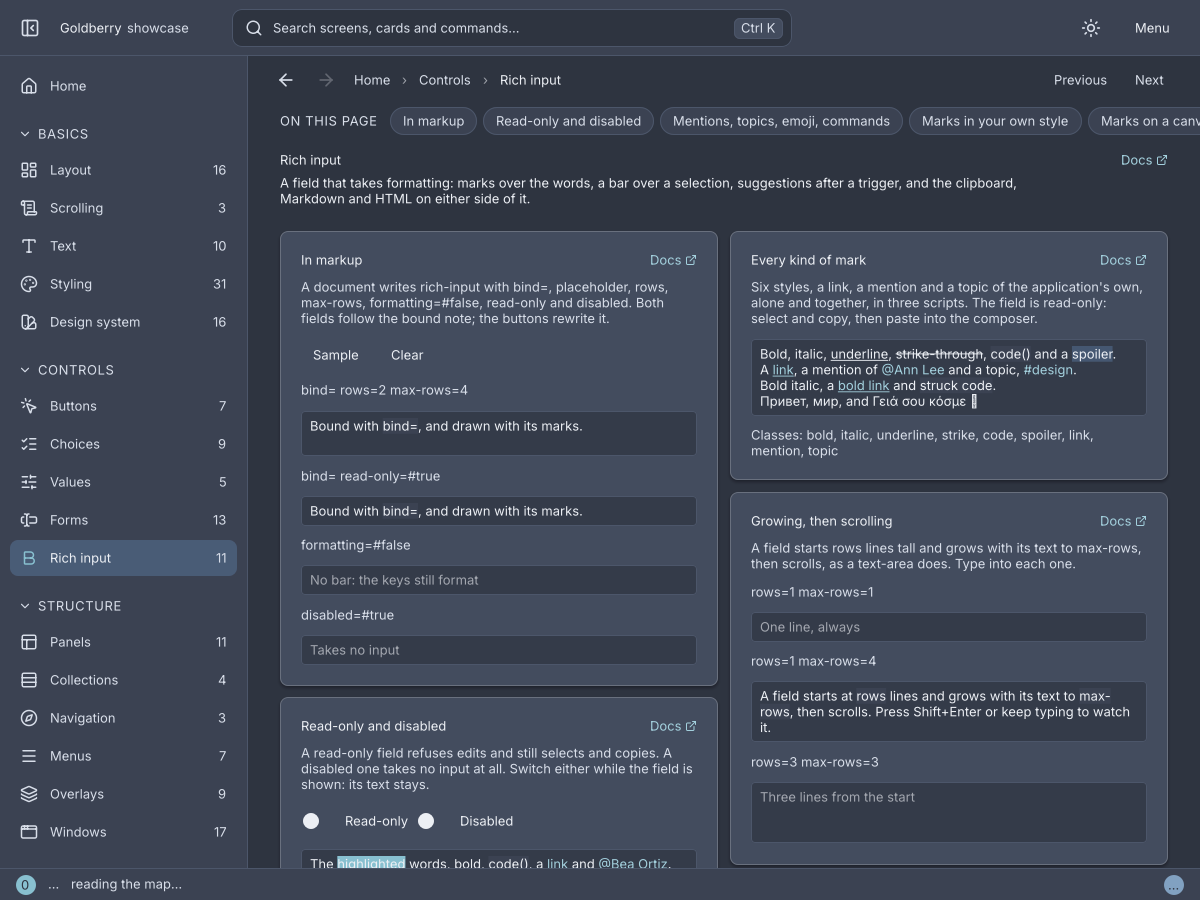 Goldberry showcase
Search screens, cards and commands...
Ctrl K
Menu
Home
BASICS
Layout 16
Scrolling 3
Text 10
Styling 31
Design system 16
CONTROLS
Buttons 7
Choices 9
Values 5
Forms 13
Rich input 11
STRUCTURE
Panels 11
Collections 4
Navigation 3
Menus 7
Overlays 9
Windows 17
Home › Controls › Rich input
Previous Next
ON THIS PAGE
In markup
Read-only and disabled
Mentions, topics, emoji, commands
Marks in your own style
Marks on a canv
Rich input
Docs
A field that takes formatting: marks over the words, a bar over a selection, suggestions after a trigger, and the clipboard,
Markdown and HTML on either side of it.
In markup
Docs
A document writes rich-input with bind=, placeholder, rows,
max-rows, formatting=#false, read-only and disabled. Both
fields follow the bound note; the buttons rewrite it.
Sample Clear
bind= rows=2 max-rows=4
Bound with bind=, and drawn with its marks.
bind= read-only=#true
Bound with bind=, and drawn with its marks.
formatting=#false
No bar: the keys still format
disabled=#true
Takes no input
Read-only and disabled
Docs
A read-only field refuses edits and still selects and copies. A
disabled one takes no input at all. Switch either while the field is
shown: its text stays.
Read-only Disabled
The highlighted words, bold, code(), a link and @Bea Ortiz.
Every kind of mark
Docs
Six styles, a link, a mention and a topic of the application's own,
alone and together, in three scripts. The field is read-only:
select and copy, then paste into the composer.
Bold, italic, underline, strike-through, code() and a spoiler.
A link, a mention of @Ann Lee and a topic, #design.
Bold italic, a bold link and struck code.
Привет, мир, and Γειά σου κόσμε
Classes: bold, italic, underline, strike, code, spoiler, link,
mention, topic
Growing, then scrolling
Docs
A field starts rows lines tall and grows with its text to max-rows,
then scrolls, as a text-area does. Type into each one.
rows=1 max-rows=1
One line, always
rows=1 max-rows=4
A field starts at rows lines and grows with its text to max-
rows, then scrolls. Press Shift+Enter or keep typing to watch
it.
rows=3 max-rows=3
Three lines from the start
0 ... reading the map...
...